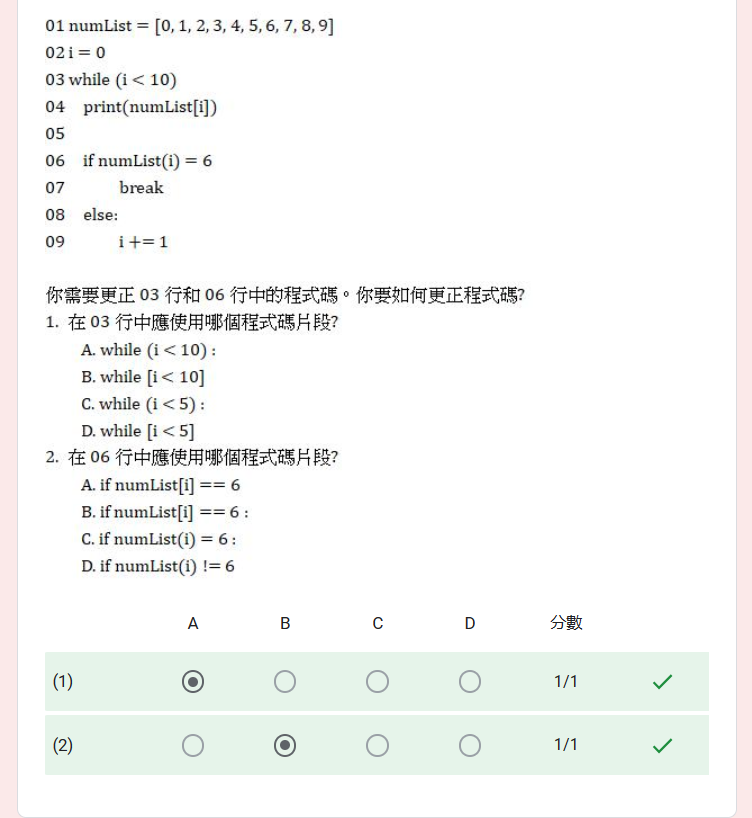 01 numList = [0, 1, 2, 3, 4, 5, 6, 7, 8, 9]
02 i = 0
03 while (i < 10)
04 print(numList[i])
05
06 if numList(i) = 6
07 break
08 else:
09 i += 1
你需要更正 03 行和 06 行中的程式碼。你要如何更正程式碼?
1. 在 03 行中應使用哪個程式碼片段?
A. while (i < 10) :
B. while [i < 10]
C. while (i < 5) :
D. while [i < 5]
2. 在 06 行中應使用哪個程式碼片段?
A. if numList[i] == 6
B. if numList[i] == 6 :
C. if numList(i) = 6 :
D. if numList(i) != 6
A B C D 分數
(1) 1/1
(2) 1/1